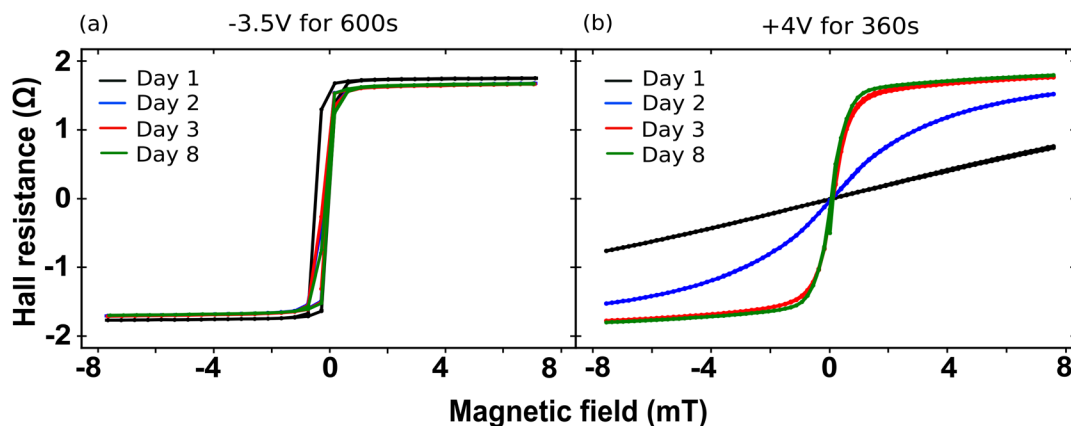 (a) -3.5V for 600s
(b) +4V for 360s
Hall resistance (Ω)
2
1
0
-1
-2
Day 1
Day 2
Day 3
Day 8
Day 1
Day 2
Day 3
Day 8
-8 -4 0 4 8
-8 -4 0 4 8
Magnetic field (mT)